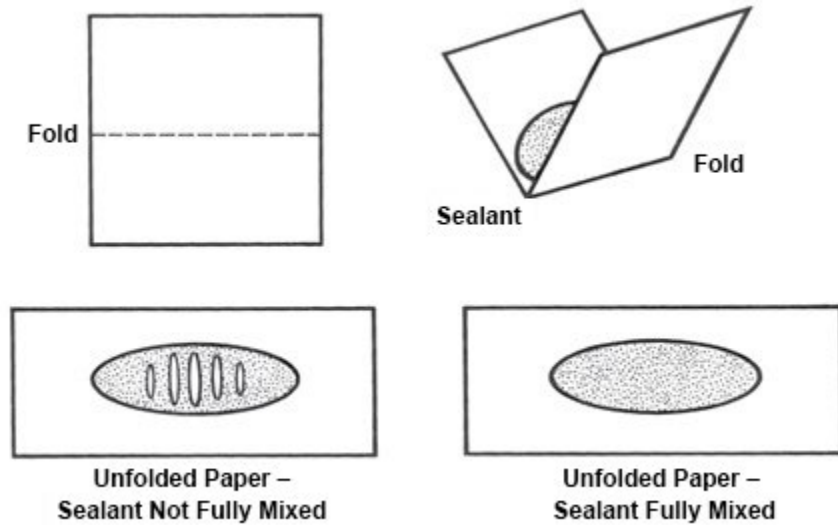 Fold
Fold
Sealant
Unfolded Paper –
Sealant Not Fully Mixed
Unfolded Paper –
Sealant Fully Mixed